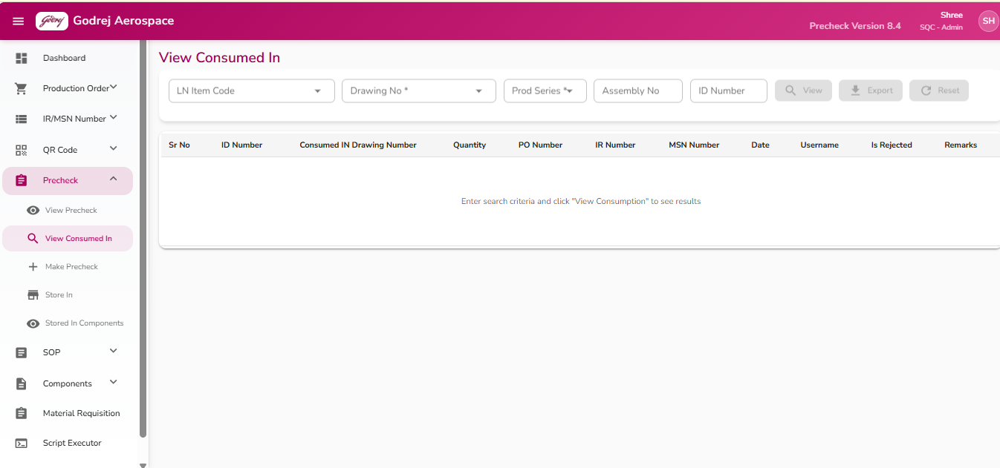 Godrej Godrej Aerospace
Precheck Version 8.4
Shree
SQC - Admin
SH
Dashboard
Production Order
IR/MSN Number
QR Code
Precheck
View Precheck
View Consumed In
Make Precheck
Store In
Stored In Components
SOP
Components
Material Requisition
Script Executor
View Consumed In
LN Item Code Drawing No * Prod Series * Assembly No ID Number View Export Reset
Sr No ID Number Consumed IN Drawing Number Quantity PO Number IR Number MSN Number Date Username Is Rejected Remarks
Enter search criteria and click "View Consumption" to see results